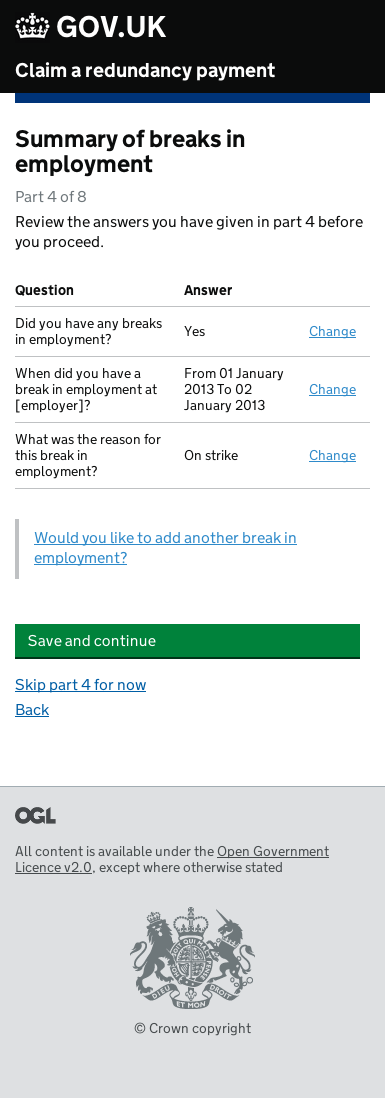 GOV.UK
Claim a redundancy payment
Summary of breaks in
employment
Part 4 of 8
Review the answers you have given in part 4 before
you proceed.
Question Answer
Did you have any breaks
in employment?
Yes
Change
When did you have a
break in employment at
[employer]?
From 01 January
2013 To 02
January 2013
Change
What was the reason for
this break in
employment?
On strike
Change
Would you like to add another break in
employment?
Save and continue
Skip part 4 for now
Back
OGL
All content is available under the Open Government
Licence v2.0, except where otherwise stated
DIEU ET MON DROIT
© Crown copyright